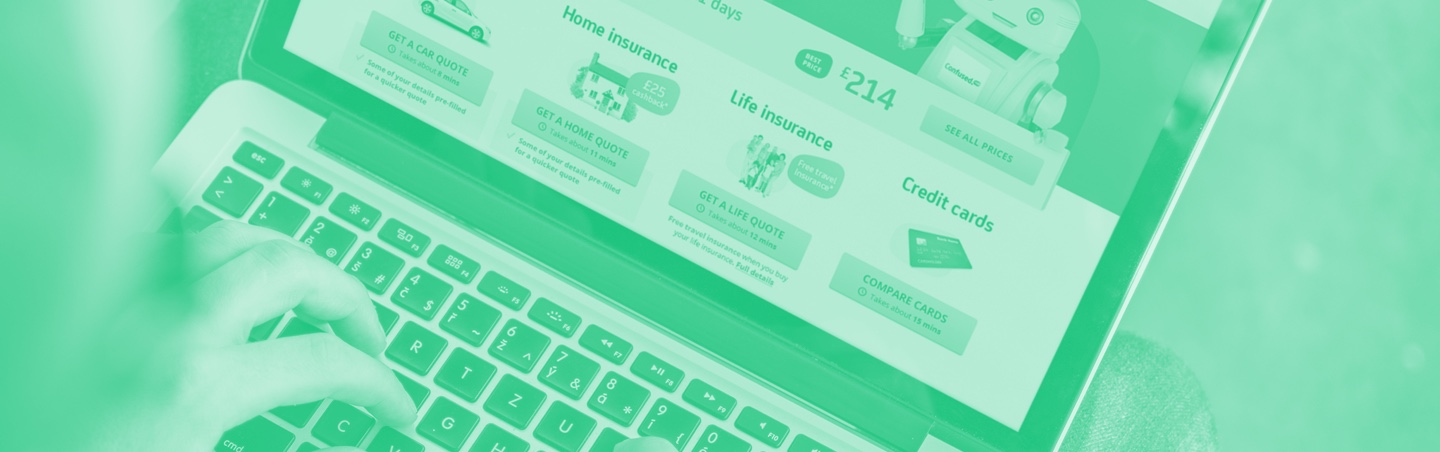 days
BEST
PRICE
£214
SEE ALL PRICES
Confused.c
GET A CAR QUOTE
Takes about 8 mins
Some of your details pre-filled
for a quicker quote
Home insurance
£25
cashback*
GET A HOME QUOTE
Takes about 11 mins
Some of your details pre-filled
for a quicker quote
Life insurance
Free travel
insurance*
GET A LIFE QUOTE
Takes about 12 mins
Free travel insurance when you buy
your life insurance. Full details
Credit cards
COMPARE CARDS
Takes about 15 mins
esc
F1
F2
F3
F4
F5
F6
F7
F8
F9
F10
> <
1 +
2 ě @
3 š #
4 č $
5 ř ~
6 ž ^
7 ý &
8 á *
9 í (
0
R
T
Z
U
G
H
C
V
cmd